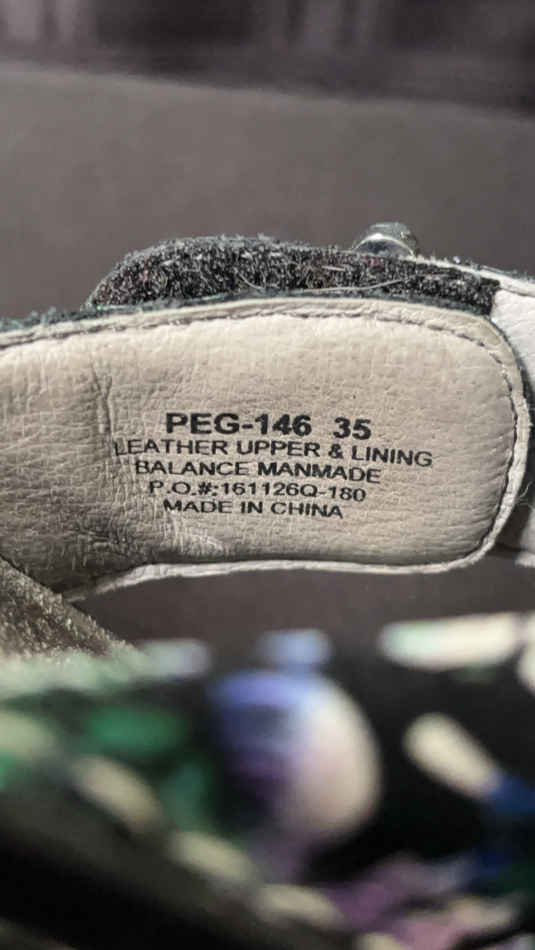 PEG-146 35
LEATHER UPPER & LINING
BALANCE MANMADE
P.O.#:161126Q-180
MADE IN CHINA